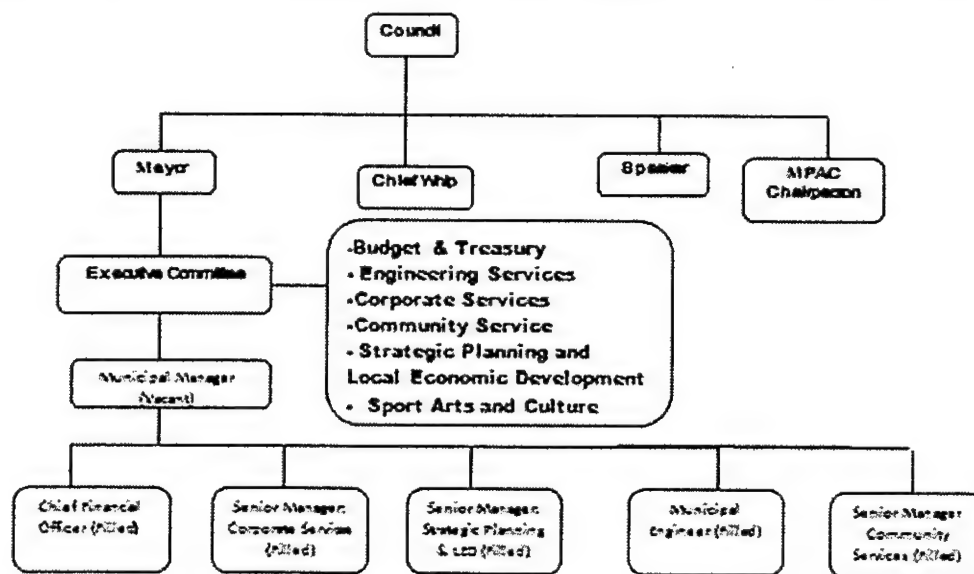 Council
Mayor
Chief Whip
Speaker
MPAC
Chairperson
Executive Committee
-Budget & Treasury
- Engineering Services
-Corporate Services
-Community Service
- Strategic Planning and
Local Economic Development
- Sport Arts and Culture
Municipal Manager
(Vacant)
Chief Financial
Officer (Filled)
Senior Manager:
Corporate Services
(Filled)
Senior Manager:
Strategic Planning
& LED (Filled)
Municipal
Engineer (Filled)
Senior Manager
Community
Services (Filled)